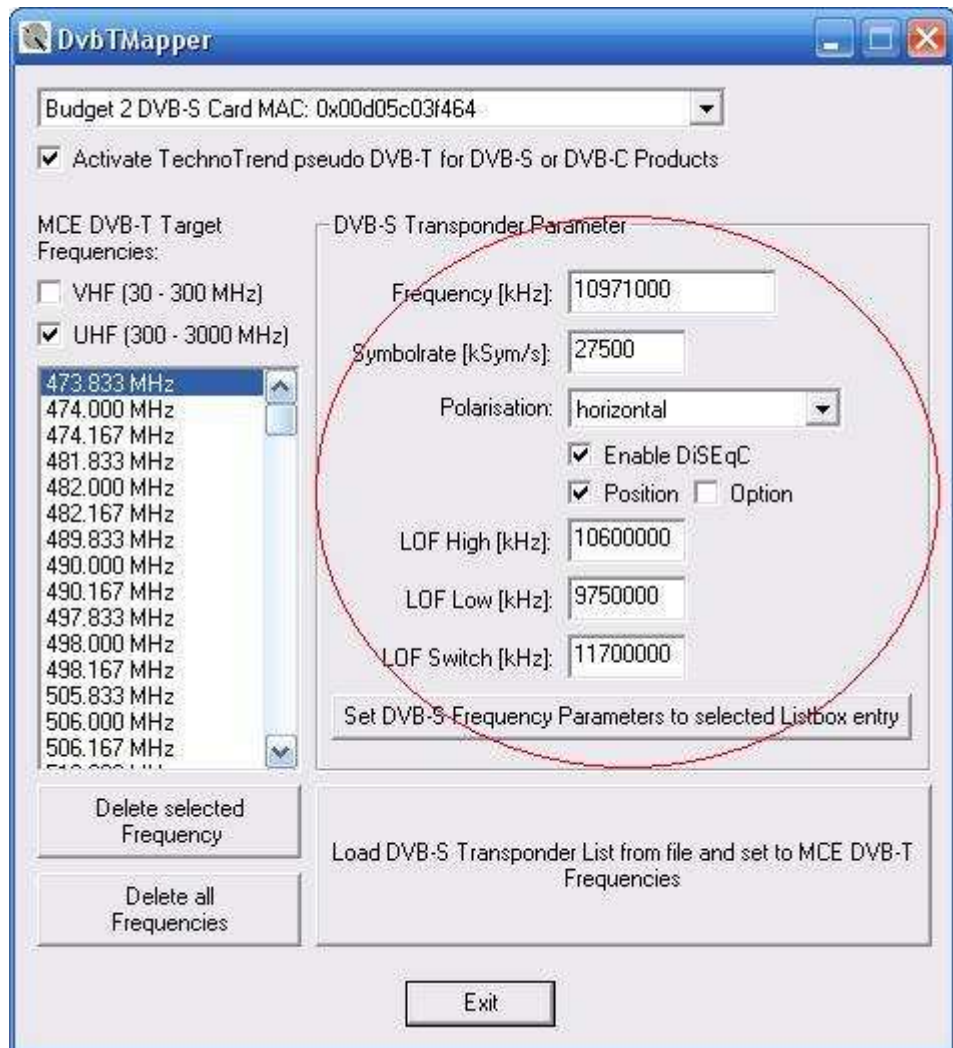 DvbTMapper
Budget 2 DVB-S Card MAC: 0x00d05c03f464
Activate TechnoTrend pseudo DVB-T for DVB-S or DVB-C Products
MCE DVB-T Target
Frequencies:
VHF (30 - 300 MHz)
UHF (300 - 3000 MHz)
473.833 MHz
474.000 MHz
474.167 MHz
481.833 MHz
482.000 MHz
482.167 MHz
489.833 MHz
490.000 MHz
490.167 MHz
497.833 MHz
498.000 MHz
498.167 MHz
505.833 MHz
506.000 MHz
506.167 MHz
DVB-S Transponder Parameter
Frequency [kHz]: 10971000
Symbolrate [kSym/s]: 27500
Polarisation: horizontal
Enable DiSEqC
Position Option
LOF High [kHz]: 10600000
LOF Low [kHz]: 9750000
LOF Switch [kHz]: 11700000
Set DVB-S Frequency Parameters to selected Listbox entry
Delete selected
Frequency
Delete all
Frequencies
Load DVB-S Transponder List from file and set to MCE DVB-T
Frequencies
Exit